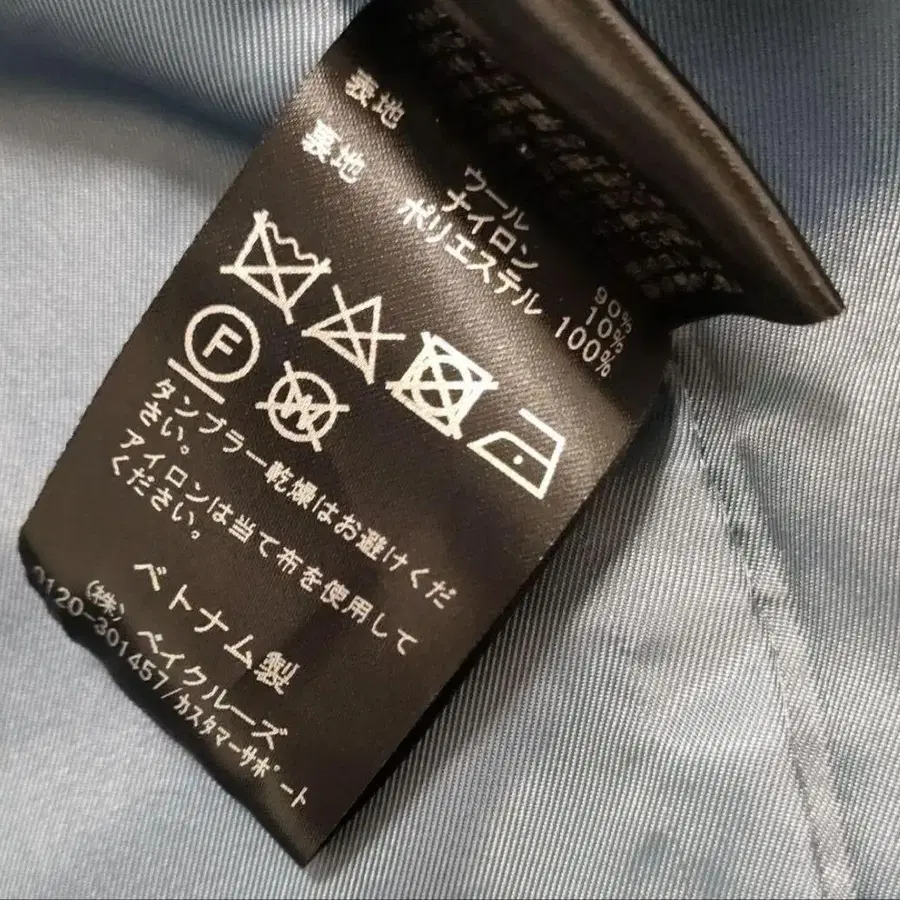 表地
ウール 90%
ナイロン 10%
裏地
ポリエステル 100%
F
W
タンブラー乾燥はお避けくだ
さい。
アイロンは当て布を使用して
ください。
ベトナム製
(株)ベイクルーズ
0120-301457/カスタマーサポート